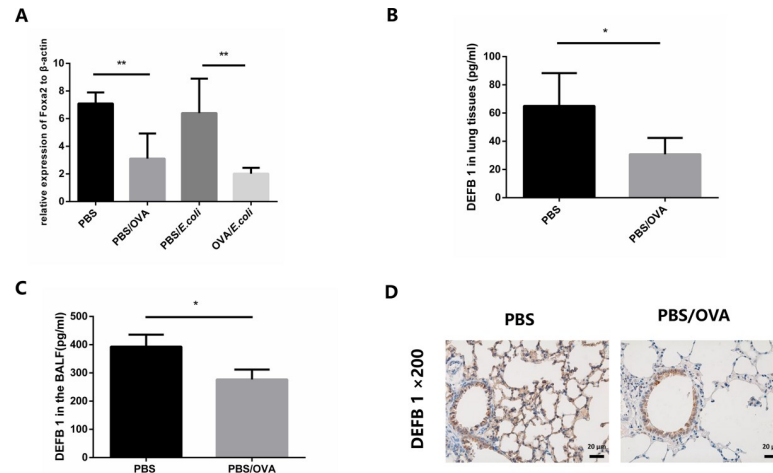 A
**
**
relative expression of Foxa2 to β-actin
10
8
6
4
2
0
PBS
PBS/OVA
PBS/E.coli
OVA/E.coli
B
*
DEFB 1 in lung tissues (pg/ml)
100
80
60
40
20
0
PBS
PBS/OVA
C
*
DEFB 1 in the BALF(pg/ml)
500
400
300
200
100
0
PBS
PBS/OVA
D
PBS
PBS/OVA
DEFB 1 ×200
20 μm
20 μ